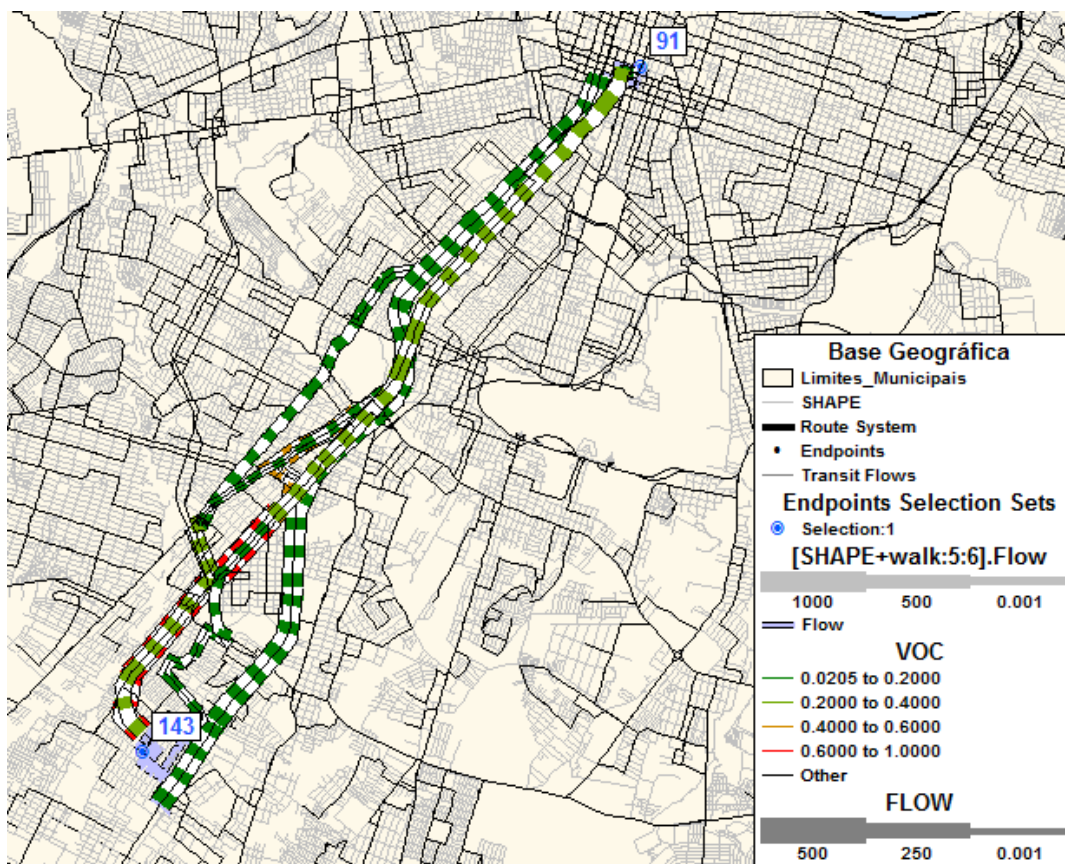 91
143
Base Geográfica
Limites_Municipais
SHAPE
Route System
Endpoints
Transit Flows
Endpoints Selection Sets
Selection:1
[SHAPE+walk:5:6].Flow
1000 500 0.001
Flow
VOC
0.0205 to 0.2000
0.2000 to 0.4000
0.4000 to 0.6000
0.6000 to 1.0000
Other
FLOW
500 250 0.001